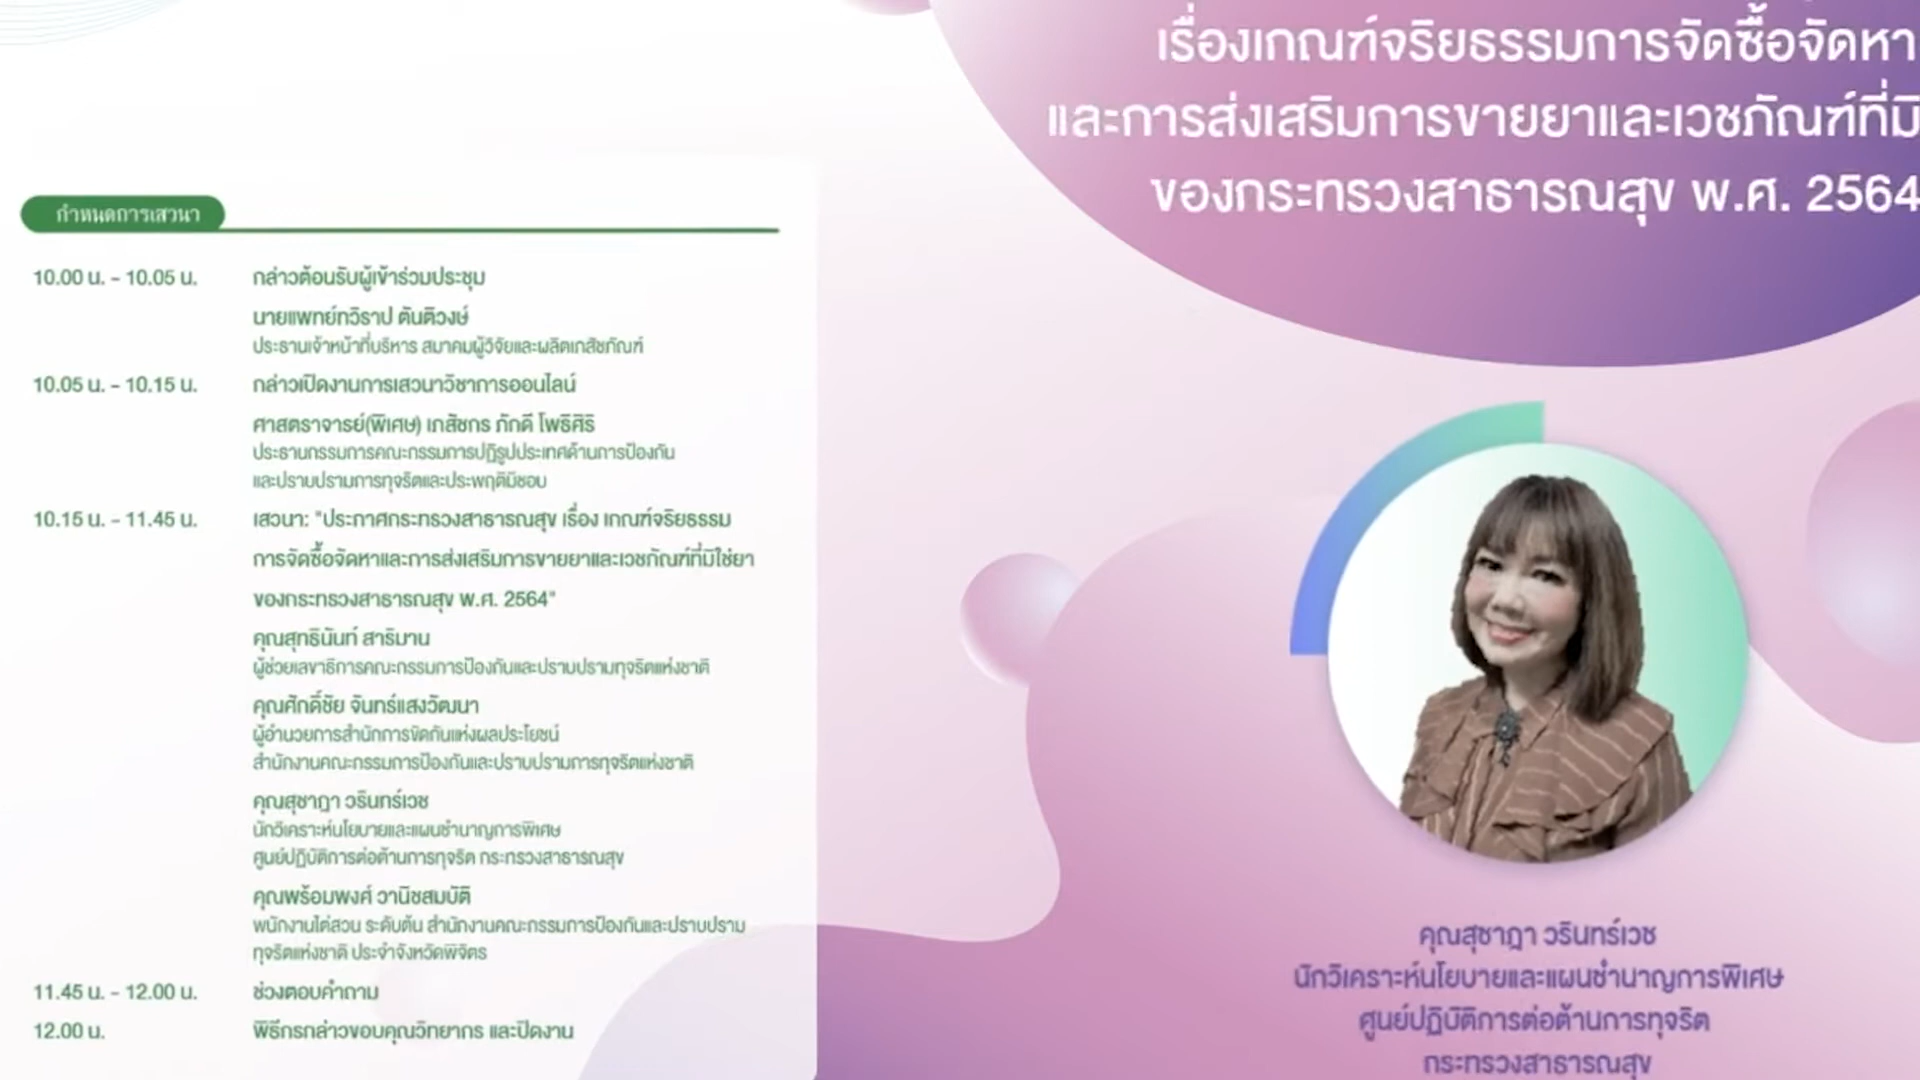 เรื่องเกณฑ์จริยธรรมการจัดซื้อจัดหา
และการส่งเสริมการขายยาและเวชภัณฑ์ที่มิ
ของกระทรวงสาธารณสุข พ.ศ. 2564
กำหนดการเสวนา
10.00 น. - 10.05 น. กล่าวต้อนรับผู้เข้าร่วมประชุม
นายแพทย์ทวิราป ตันติวงษ์
ประธานเจ้าหน้าที่บริหาร สมาคมผู้วิจัยและผลิตเภสัชภัณฑ์
10.05 น. - 10.15 น. กล่าวเปิดงานการเสวนาวิชาการออนไลน์
ศาสตราจารย์(พิเศษ) เภสัชกร ภักดี โพธิศิริ
ประธานกรรมการคณะกรรมการปฏิรูปประเทศด้านการป้องกัน
และปราบปรามการทุจริตและประพฤติมิชอบ
10.15 น. - 11.45 น. เสวนา: "ประกาศกระทรวงสาธารณสุข เรื่อง เกณฑ์จริยธรรม
การจัดซื้อจัดหาและการส่งเสริมการขายยาและเวชภัณฑ์ที่มิใช่ยา
ของกระทรวงสาธารณสุข พ.ศ. 2564"
คุณสุทธินันท์ สาริมาน
ผู้ช่วยเลขาธิการคณะกรรมการป้องกันและปราบปรามทุจริตแห่งชาติ
คุณศักดิ์ชัย จันทร์แสงวัฒนา
ผู้อำนวยการสำนักการขัดกันแห่งผลประโยชน์
สำนักงานคณะกรรมการป้องกันและปราบปรามการทุจริตแห่งชาติ
คุณสุชาฎา วรินทร์เวช
นักวิเคราะห์นโยบายและแผนชำนาญการพิเศษ
ศูนย์ปฏิบัติการต่อต้านการทุจริต กระทรวงสาธารณสุข
คุณพร้อมพงศ์ วานิชสมบัติ
พนักงานไต่สวน ระดับต้น สำนักงานคณะกรรมการป้องกันและปราบปราม
ทุจริตแห่งชาติ ประจำจังหวัดพิจิตร
11.45 น. - 12.00 น. ช่วงตอบคำถาม
12.00 น. พิธีกรกล่าวขอบคุณวิทยากร และปิดงาน
คุณสุชาฎา วรินทร์เวช
นักวิเคราะห์นโยบายและแผนชำนาญการพิเศษ
ศูนย์ปฏิบัติการต่อต้านการทุจริต
กระทรวงสาธารณสุข